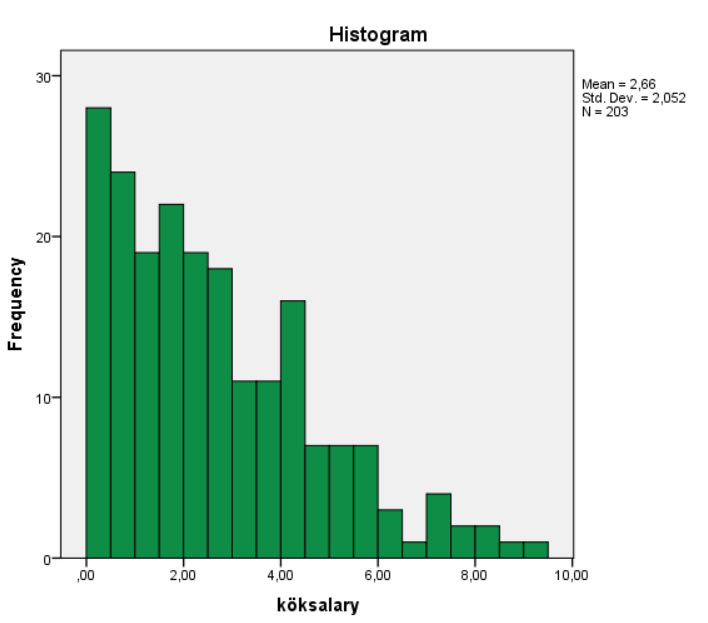 Histogram
30
20
10
0
Frequency
,00
2,00
4,00
6,00
8,00
10,00
köksalary
Mean = 2,66
Std. Dev. = 2,052
N = 203